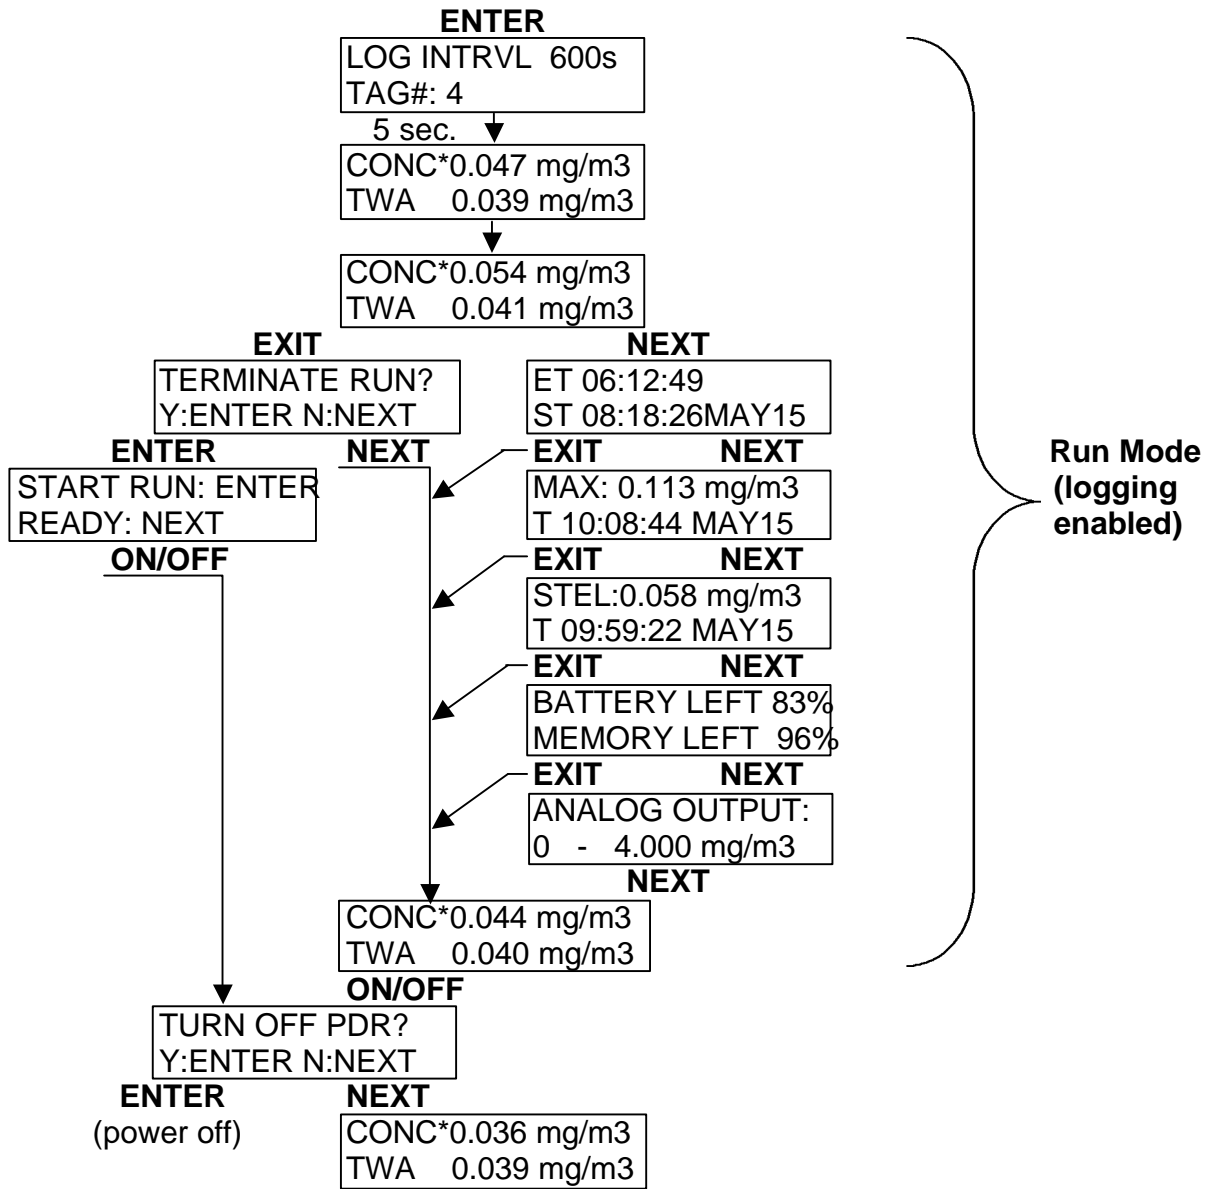 ENTER
LOG INTRVL 600s
TAG#: 4
5 sec.
CONC*0.047 mg/m3
TWA 0.039 mg/m3
CONC*0.054 mg/m3
TWA 0.041 mg/m3
EXIT NEXT
TERMINATE RUN?
Y:ENTER N:NEXT
ET 06:12:49
ST 08:18:26MAY15
ENTER NEXT
EXIT NEXT
START RUN: ENTER
READY: NEXT
MAX: 0.113 mg/m3
T 10:08:44 MAY15
Run Mode
(logging
enabled)
ON/OFF
EXIT NEXT
STEL:0.058 mg/m3
T 09:59:22 MAY15
EXIT NEXT
BATTERY LEFT 83%
MEMORY LEFT 96%
EXIT NEXT
ANALOG OUTPUT:
0 - 4.000 mg/m3
NEXT
CONC*0.044 mg/m3
TWA 0.040 mg/m3
ON/OFF
TURN OFF PDR?
Y:ENTER N:NEXT
ENTER NEXT
(power off)
CONC*0.036 mg/m3
TWA 0.039 mg/m3